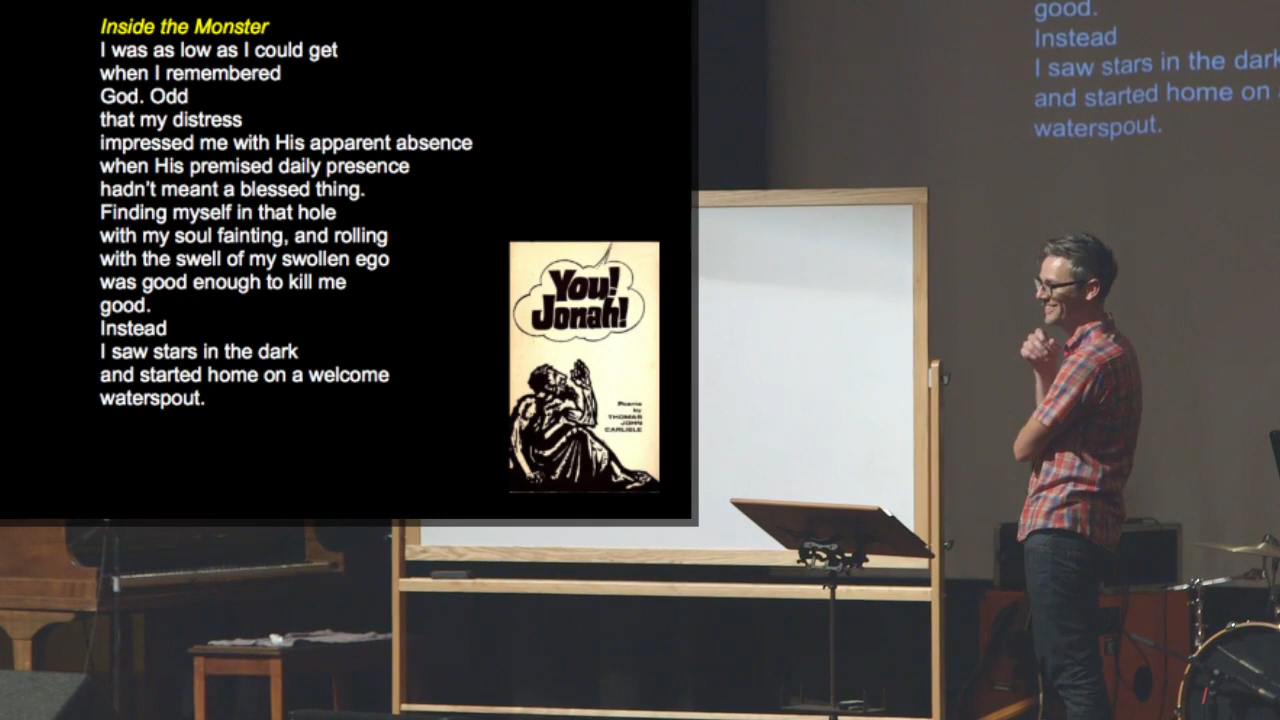 Inside the Monster
I was as low as I could get
when I remembered
God. Odd
that my distress
impressed me with His apparent absence
when His premised daily presence
hadn't meant a blessed thing.
Finding myself in that hole
with my soul fainting, and rolling
with the swell of my swollen ego
was good enough to kill me
good.
Instead
I saw stars in the dark
and started home on a welcome
waterspout.
You!
Jonah!
Poems
by
THOMAS
JOHN
CARLISLE
good.
Instead
I saw stars in the dark
and started home on
waterspout.